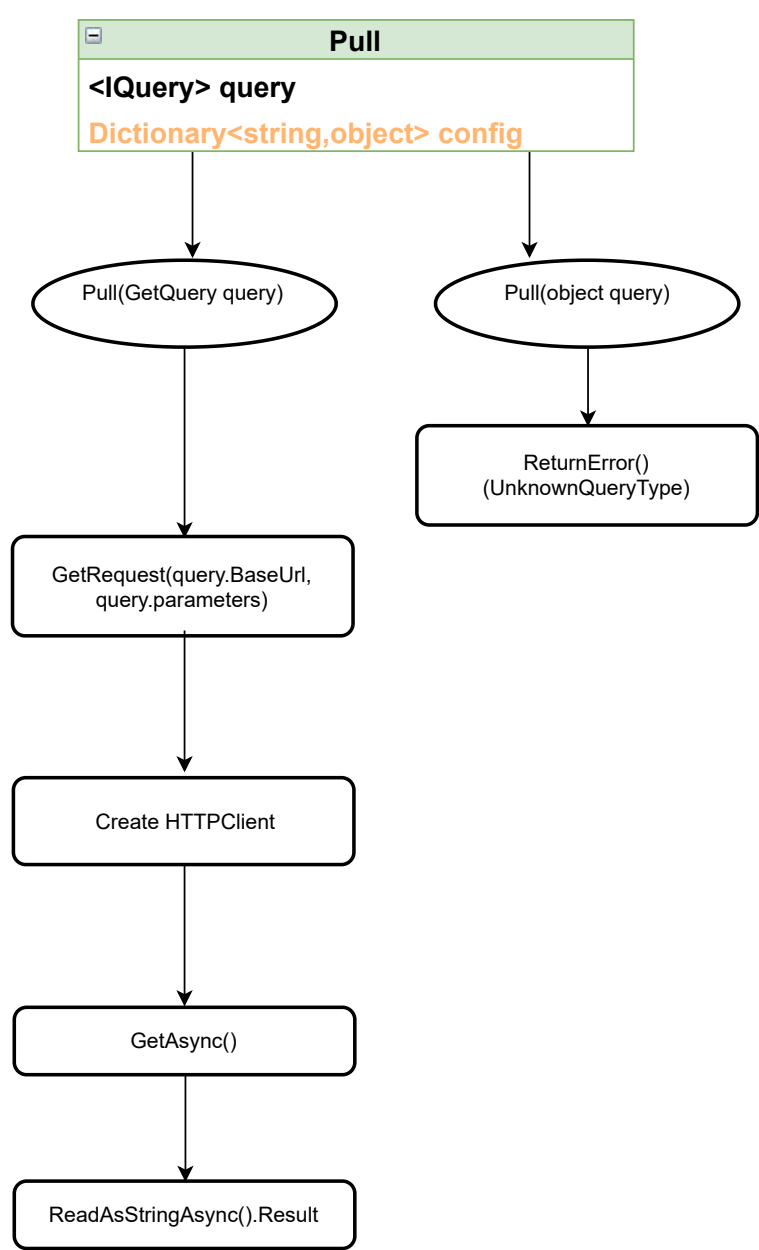 Pull
<IQuery> query
Dictionary<string,object> config
Pull(GetQuery query)
Pull(object query)
ReturnError()
(UnknownQueryType)
GetRequest(query.BaseUrl,
query.parameters)
Create HTTPClient
GetAsync()
ReadAsStringAsync().Result